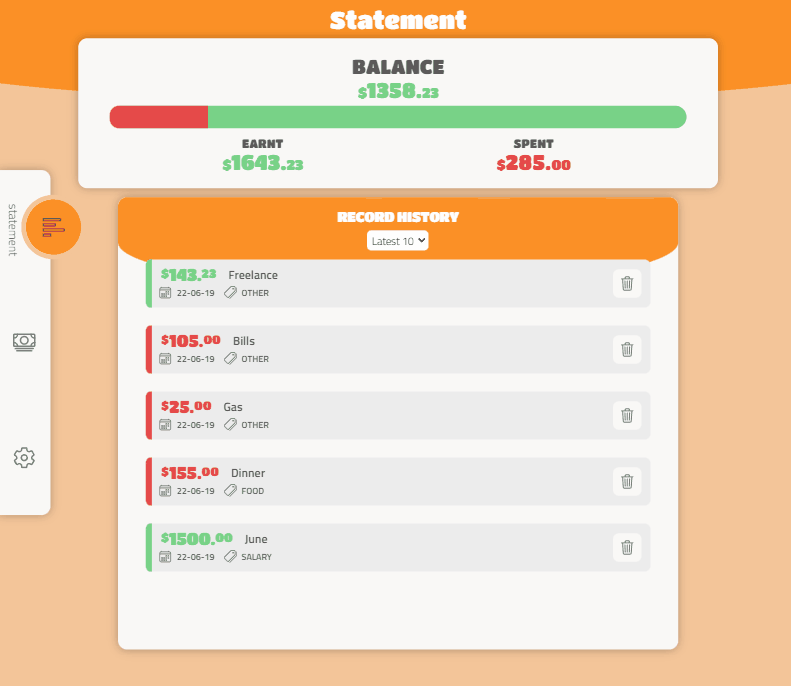 Statement
BALANCE
$1358.23
EARNT SPENT
$1643.23 $285.00
statement
RECORD HISTORY
Latest 10
$143.23 Freelance
22-06-19 OTHER
$105.00 Bills
22-06-19 OTHER
$25.00 Gas
22-06-19 OTHER
$155.00 Dinner
22-06-19 FOOD
$1500.00 June
22-06-19 SALARY